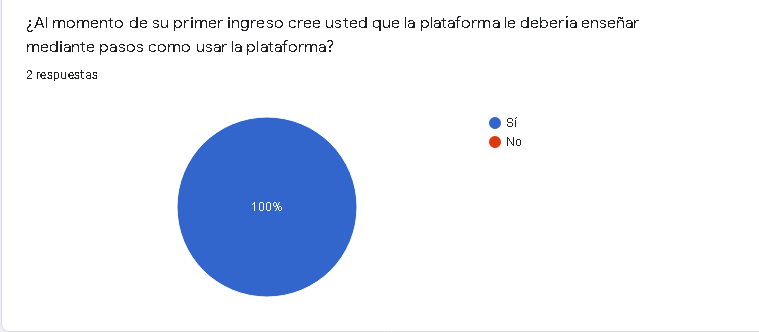 ¿Al momento de su primer ingreso cree usted que la plataforma le deberia enseñar
mediante pasos como usar la plataforma?
2 respuestas
Sí
No
100%